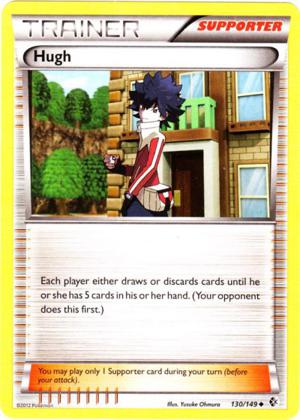 TRAINER
SUPPORTER
Hugh
Each player either draws or discards cards until he
or she has 5 cards in his or her hand. (Your opponent
does this first.)
You may play only 1 Supporter card during your turn (before
your attack).
©2012 Pokémon
Illus. Yusuke Ohmura
130/149